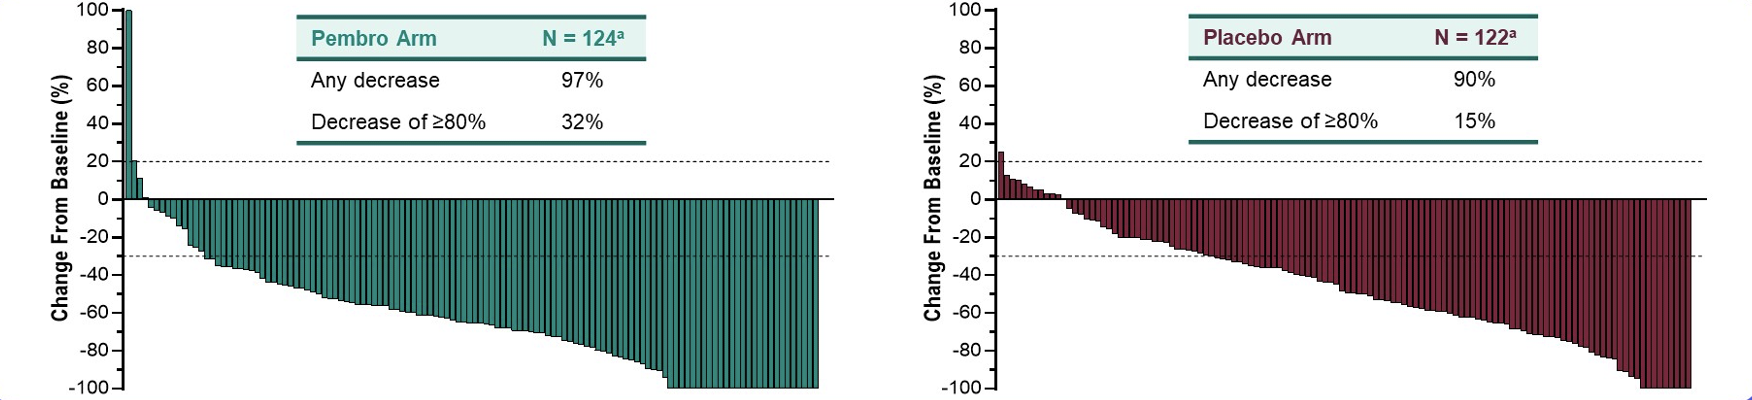 Change From Baseline (%)
100
80
60
40
20
0
-20
-40
-60
-80
-100
Pembro Arm N = 124ᵃ
Any decrease 97%
Decrease of ≥80% 32%
Change From Baseline (%)
100
80
60
40
20
0
-20
-40
-60
-80
-100
Placebo Arm N = 122ᵃ
Any decrease 90%
Decrease of ≥80% 15%